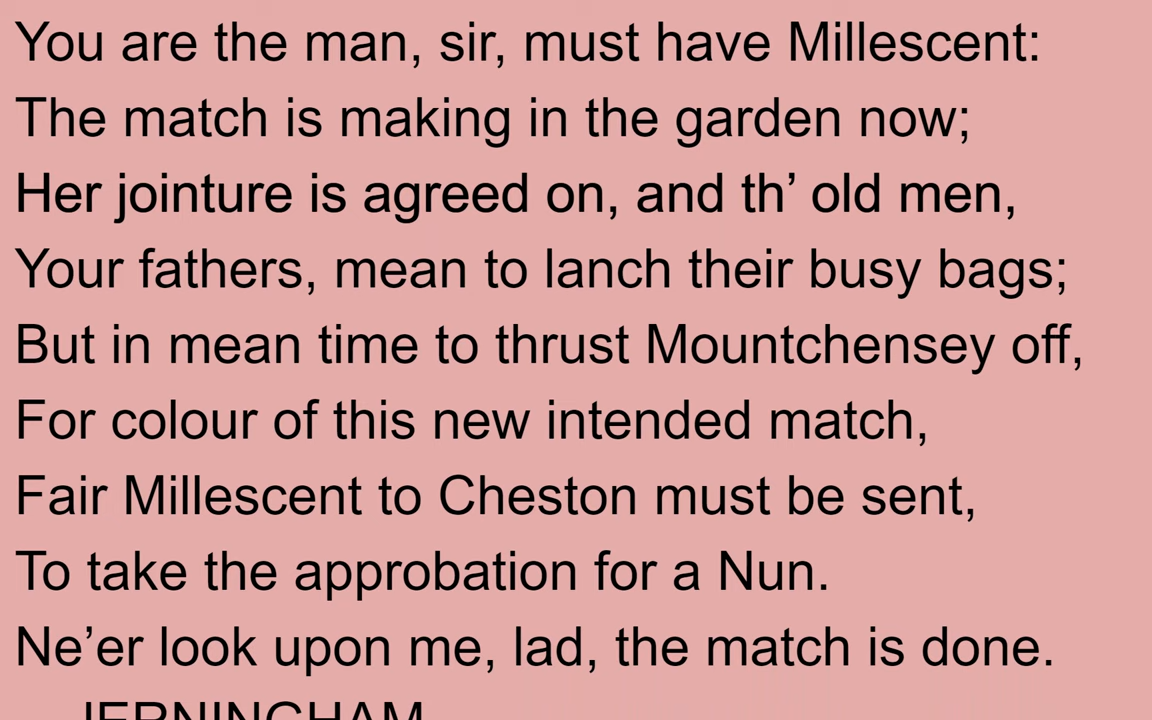 You are the man, sir, must have Millescent:
The match is making in the garden now;
Her jointure is agreed on, and th’ old men,
Your fathers, mean to lanch their busy bags;
But in mean time to thrust Mountchensey off,
For colour of this new intended match,
Fair Millescent to Cheston must be sent,
To take the approbation for a Nun.
Ne’er look upon me, lad, the match is done.
JERNINGHAM